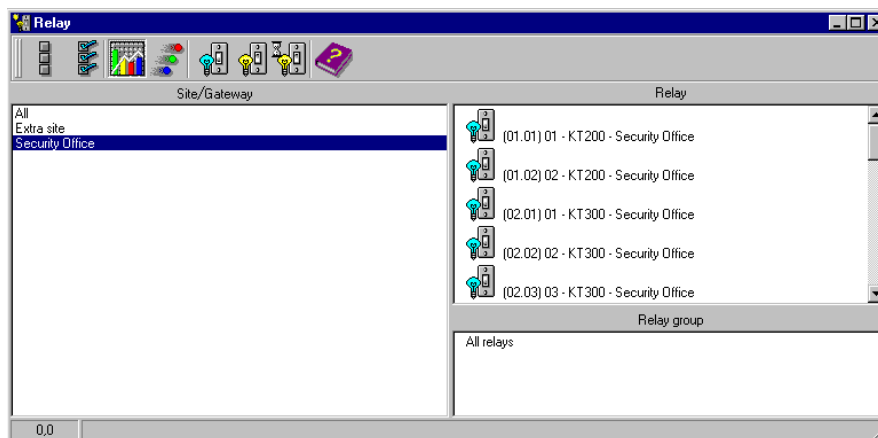 Relay
Site/Gateway
All
Extra site
Security Office
Relay
(01.01) 01 - KT200 - Security Office
(01.02) 02 - KT200 - Security Office
(02.01) 01 - KT300 - Security Office
(02.02) 02 - KT300 - Security Office
(02.03) 03 - KT300 - Security Office
Relay group
All relays
0,0